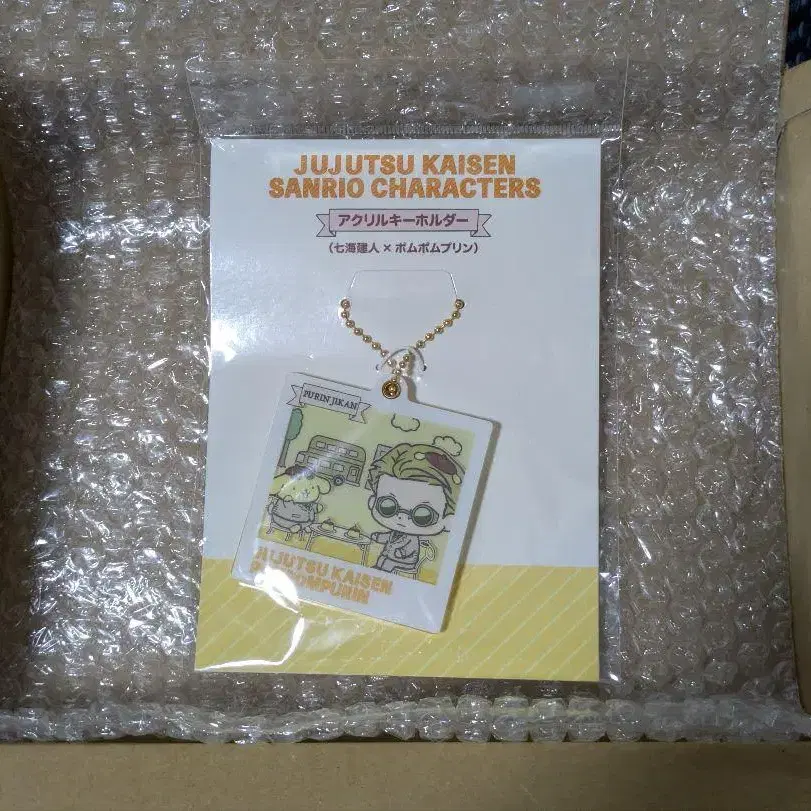 JUJUTSU KAISEN
SANRIO CHARACTERS
アクリルキーホルダー
（七海建人×ポムポムプリン）
PURIN JIKAN
JUJUTSU KAISEN
POMPOMPURIN